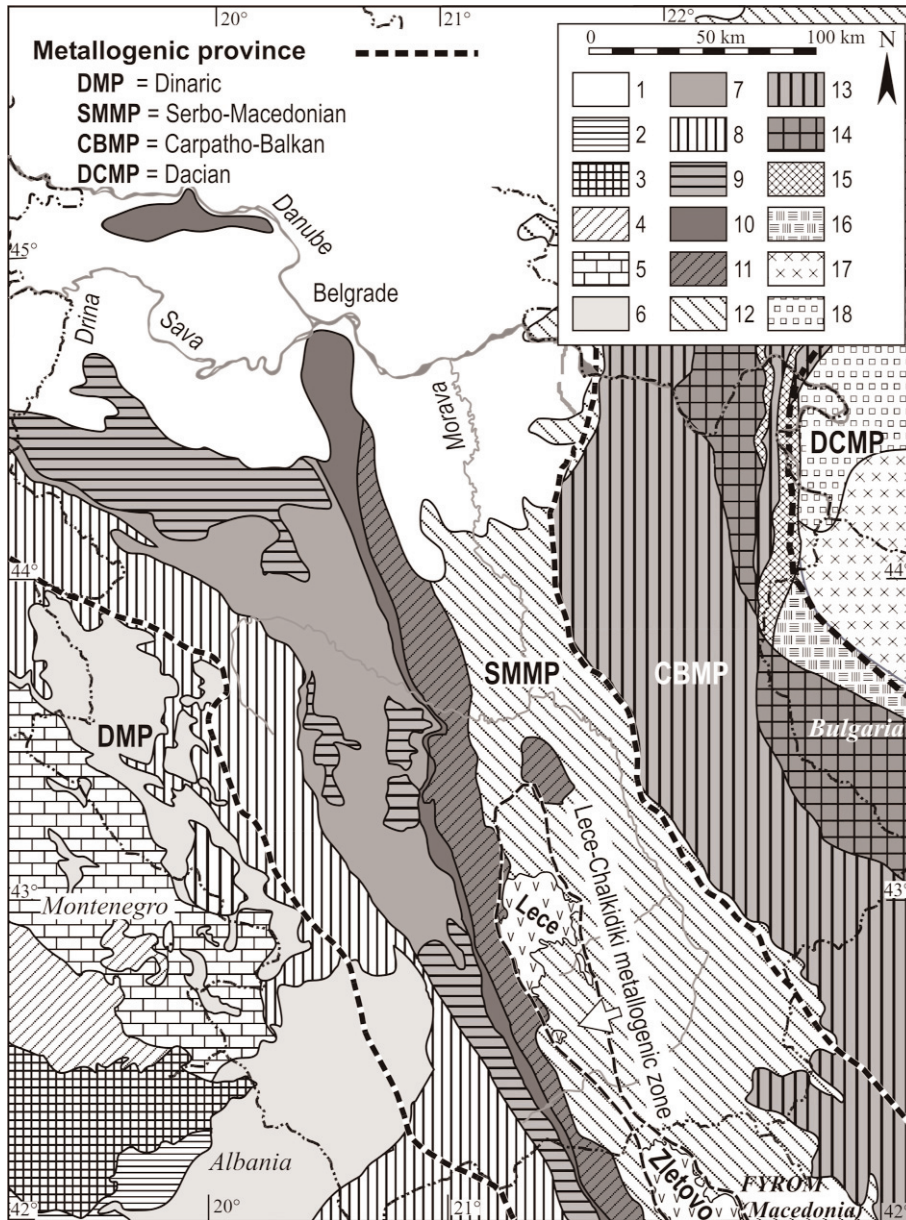 20°
21°
22°
Metallogenic province
DMP = Dinaric
SMMP = Serbo-Macedonian
CBMP = Carpatho-Balkan
DCMP = Dacian
0 50 km 100 km
N
1 7 13
2 8 14
3 9 15
4 10 16
5 11 17
6 12 18
Danube
45°
Belgrade
Drina
Sava
Morava
DCMP
44°
44°
SMMP
CBMP
DMP
Bulgaria
Lece-Chalkidiki metallogenic zone
43°
43°
Montenegro
Lece
Albania
Zletovo
FYROM
(Macedonia)
42°
20°
21°
42°